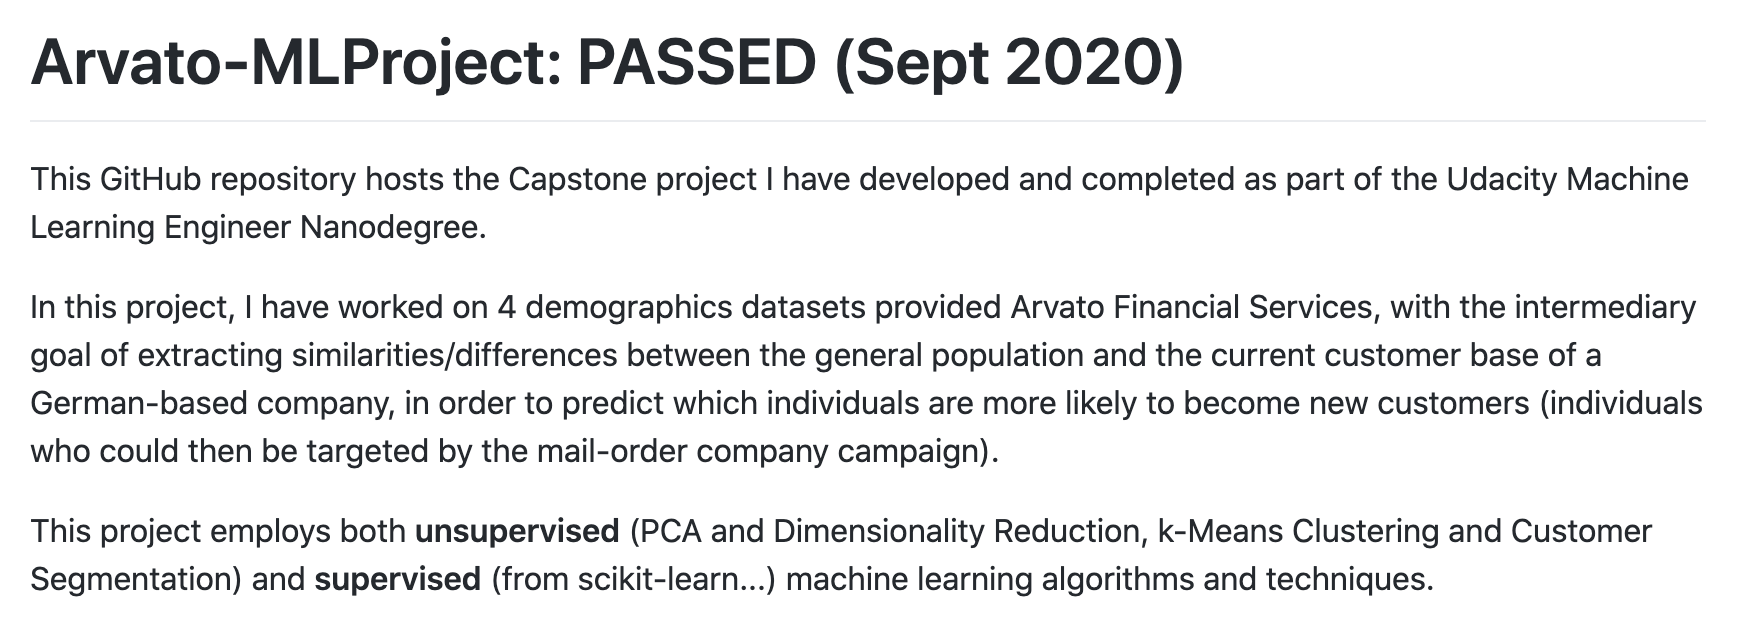 Arvato-MLProject: PASSED (Sept 2020)
This GitHub repository hosts the Capstone project I have developed and completed as part of the Udacity Machine
Learning Engineer Nanodegree.
In this project, I have worked on 4 demographics datasets provided Arvato Financial Services, with the intermediary
goal of extracting similarities/differences between the general population and the current customer base of a
German-based company, in order to predict which individuals are more likely to become new customers (individuals
who could then be targeted by the mail-order company campaign).
This project employs both unsupervised (PCA and Dimensionality Reduction, k-Means Clustering and Customer
Segmentation) and supervised (from scikit-learn...) machine learning algorithms and techniques.